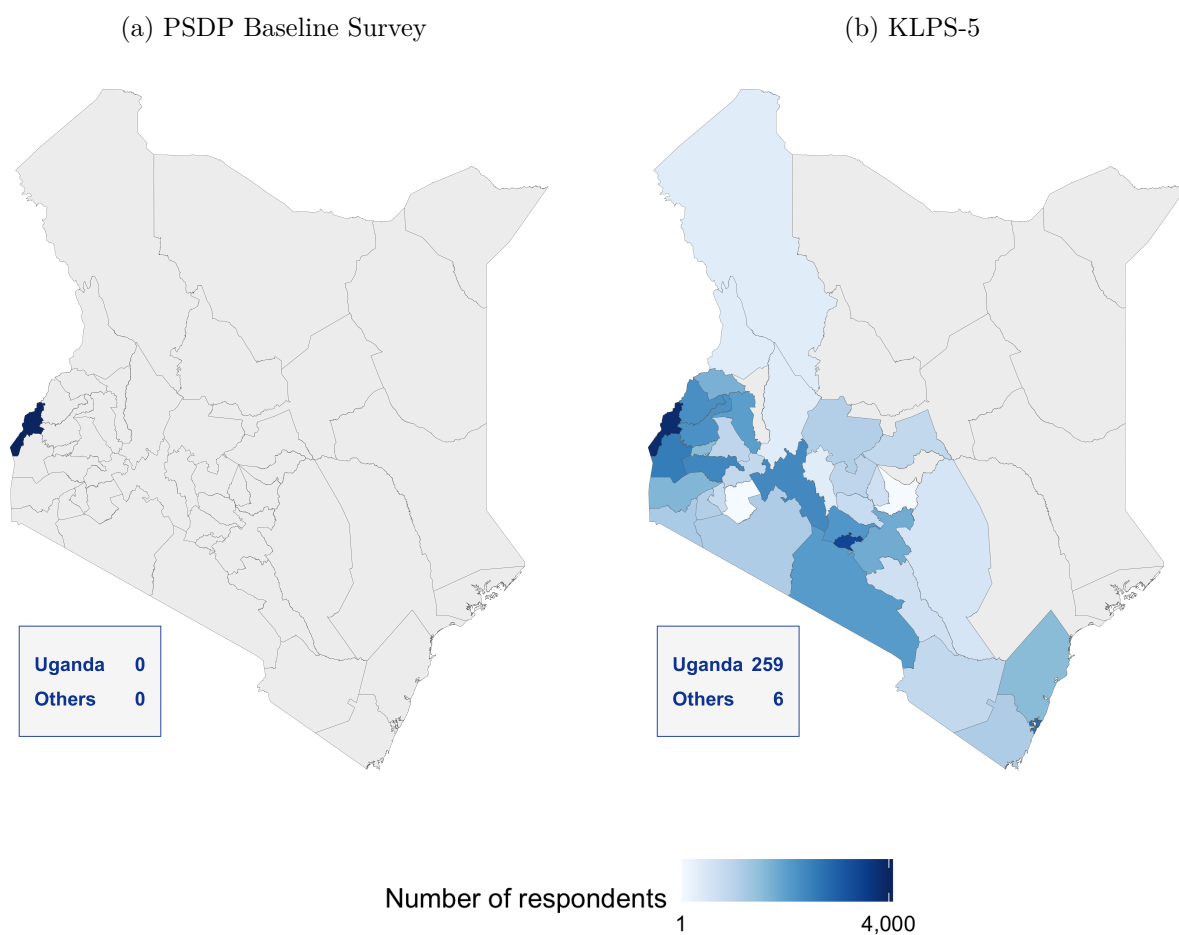 (a) PSDP Baseline Survey
(b) KLPS-5
Uganda 0
Others 0
Uganda 259
Others 6
Number of respondents
1 4,000